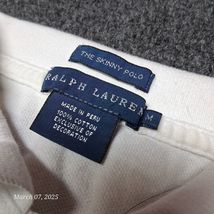 THE SKINNY POLO
RALPH LAUREN
M
MADE IN PERU
100% COTTON
EXCLUSIVE OF
DECORATION
March 07, 2025